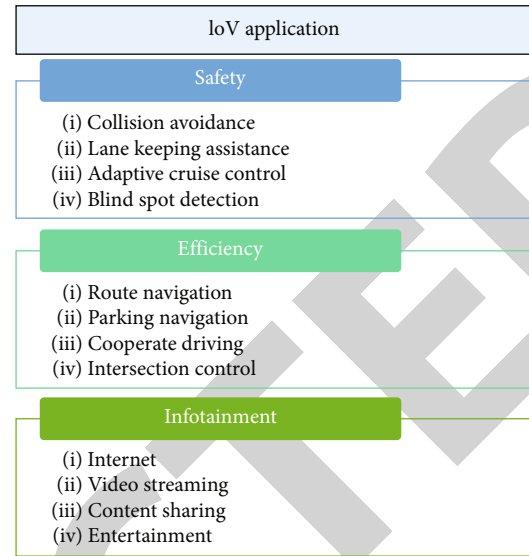 loV application
Safety
(i) Collision avoidance
(ii) Lane keeping assistance
(iii) Adaptive cruise control
(iv) Blind spot detection
Efficiency
(i) Route navigation
(ii) Parking navigation
(iii) Cooperate driving
(iv) Intersection control
Infotainment
(i) Internet
(ii) Video streaming
(iii) Content sharing
(iv) Entertainment